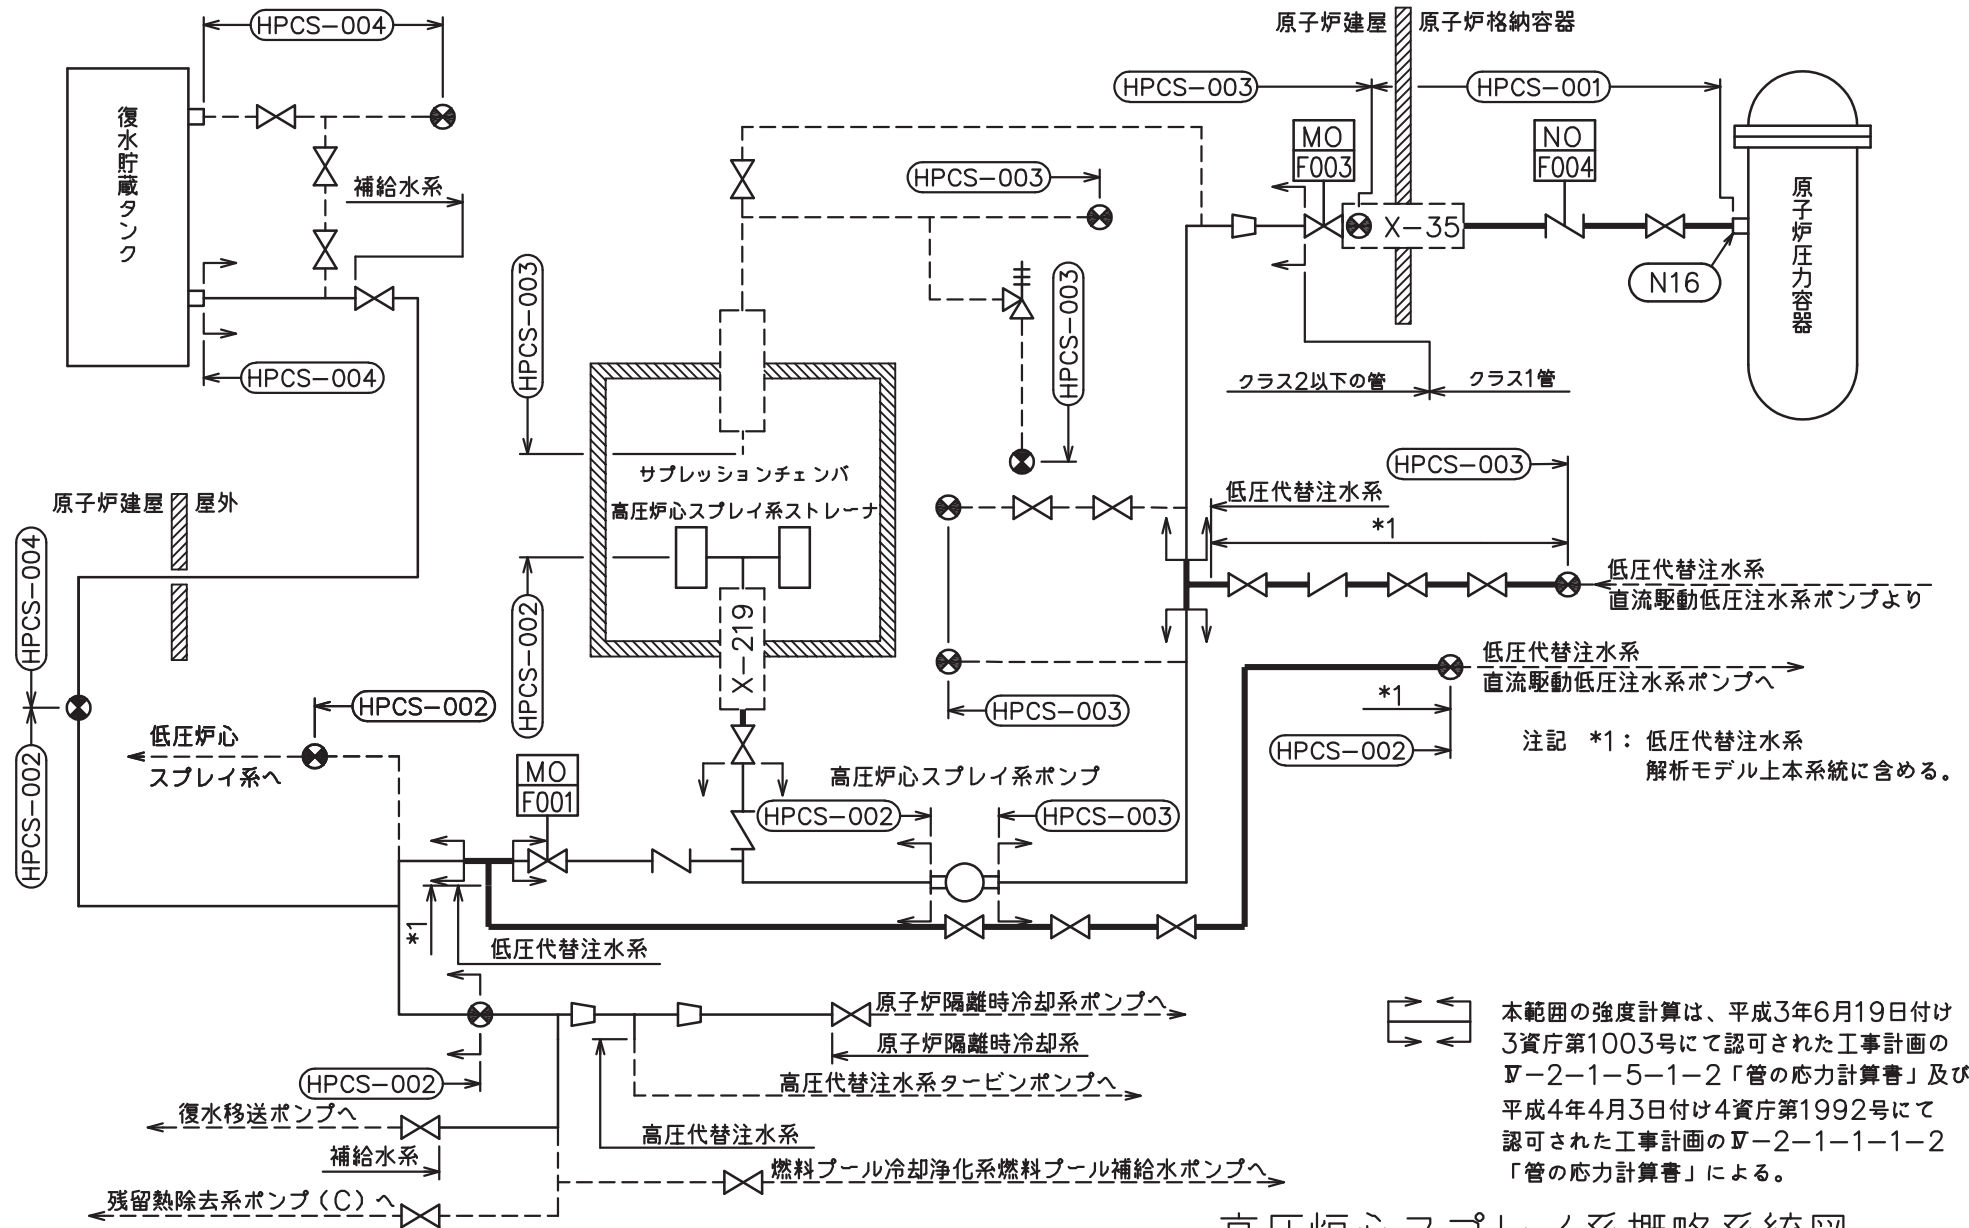 HPCS-004
原子炉建屋
原子炉格納容器
HPCS-003
HPCS-001
復水貯蔵タンク
MO
F003
NO
F004
補給水系
HPCS-003
X-35
原子炉圧力容器
N16
HPCS-003
HPCS-003
HPCS-004
クラス2以下の管
クラス1管
サプレッションチェンバ
高圧炉心スプレイ系ストレーナ
HPCS-003
原子炉建屋
屋外
低圧代替注水系
*1
HPCS-004
低圧代替注水系
直流駆動低圧注水系ポンプより
HPCS-002
X-219
低圧代替注水系
直流駆動低圧注水系ポンプへ
*1
HPCS-002
HPCS-003
HPCS-002
低圧炉心
スプレイ系へ
HPCS-002
注記 *1:低圧代替注水系
解析モデル上本系統に含める。
MO
F001
高圧炉心スプレイ系ポンプ
HPCS-002
HPCS-003
*1
低圧代替注水系
原子炉隔離時冷却系ポンプへ
原子炉隔離時冷却系
HPCS-002
高圧代替注水系タービンポンプへ
復水移送ポンプへ
高圧代替注水系
補給水系
燃料プール冷却浄化系燃料プール補給水ポンプへ
残留熱除去系ポンプ(C)へ
本範囲の強度計算は、平成3年6月19日付け
3資庁第1003号にて認可された工事計画の
Ⅳ-2-1-5-1-2「管の応力計算書」及び
平成4年4月3日付け4資庁第1992号にて
認可された工事計画のⅣ-2-1-1-1-2
「管の応力計算書」による。
高圧炉心スプレイ系概略系統図